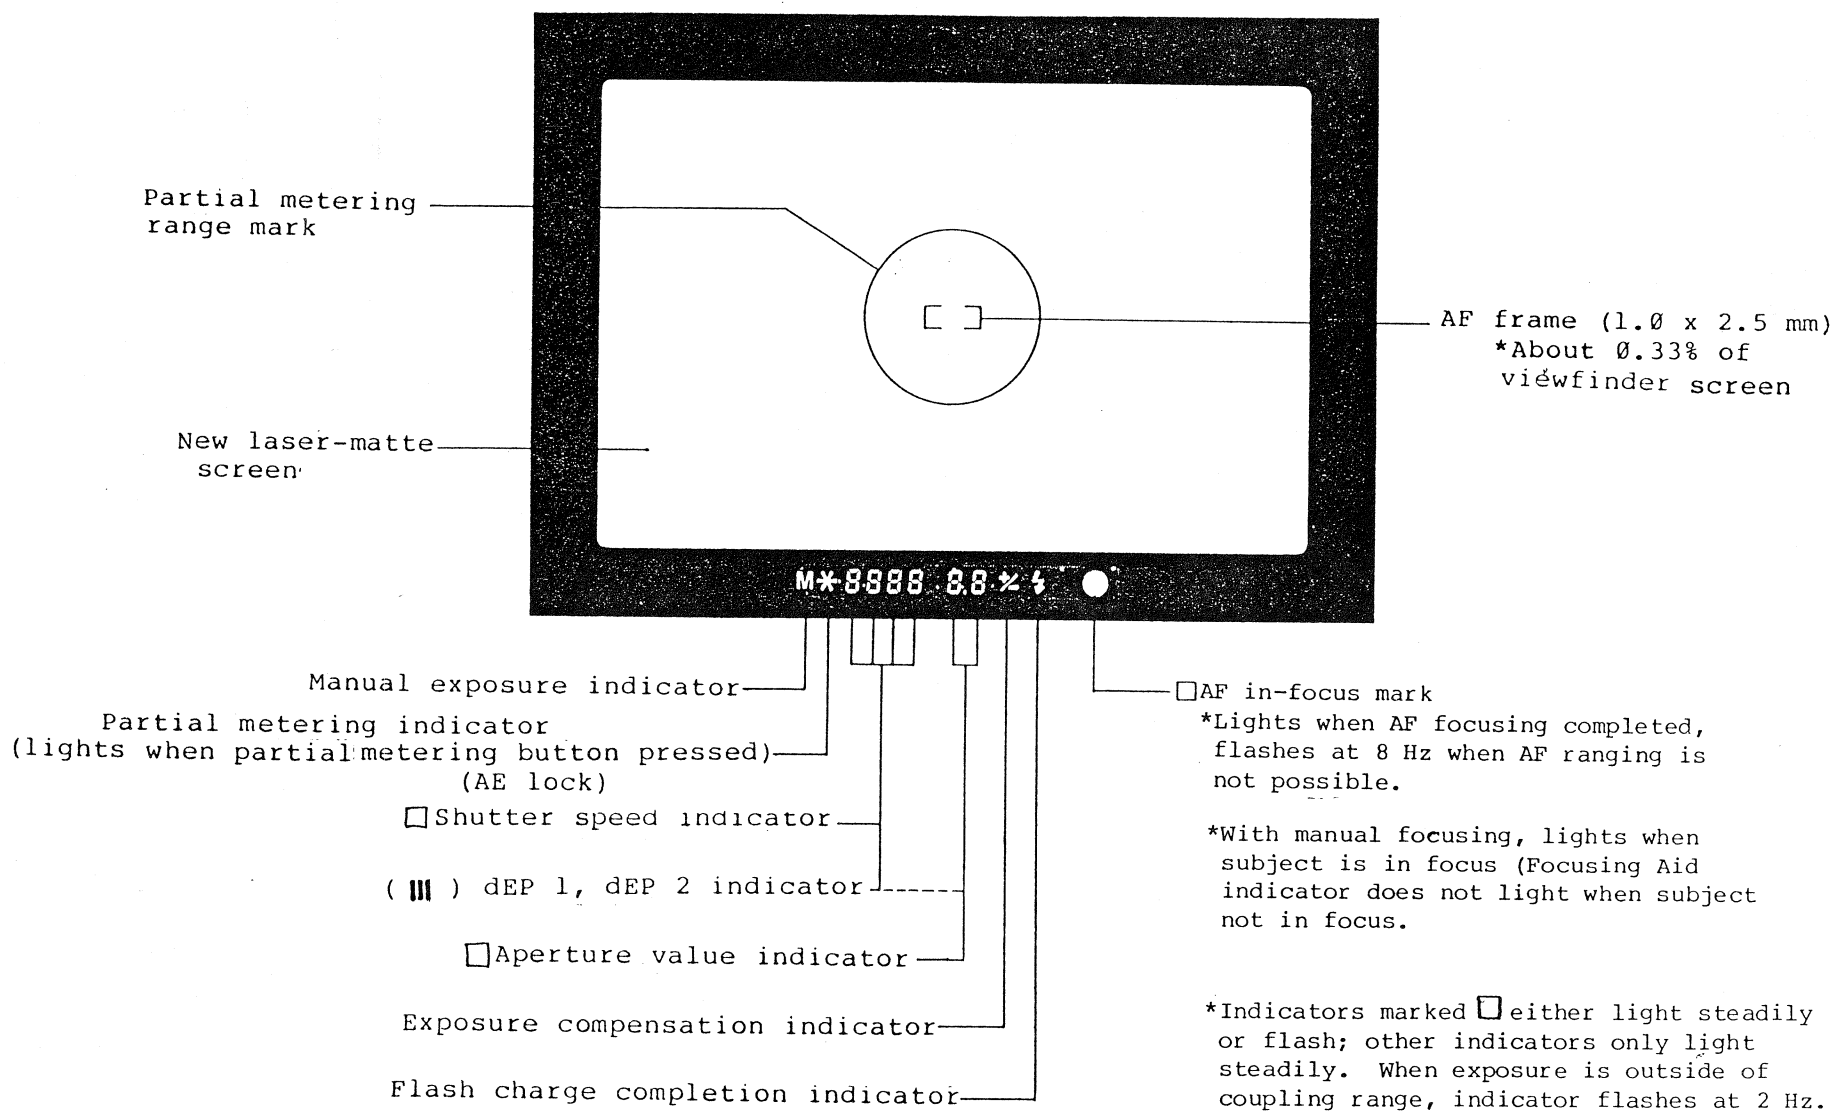 Partial metering
range mark
AF frame (1.0 x 2.5 mm)
*About 0.33% of
viewfinder screen
New laser-matte
screen
M*8888 8.8 +/-
Manual exposure indicator
Partial metering indicator
(lights when partial metering button pressed)
(AE lock)
□Shutter speed indicator
( III ) dEP 1, dEP 2 indicator
□Aperture value indicator
Exposure compensation indicator
Flash charge completion indicator
□AF in-focus mark
*Lights when AF focusing completed,
flashes at 8 Hz when AF ranging is
not possible.
*With manual focusing, lights when
subject is in focus (Focusing Aid
indicator does not light when subject
not in focus.
*Indicators marked □ either light steadily
or flash; other indicators only light
steadily. When exposure is outside of
coupling range, indicator flashes at 2 Hz.